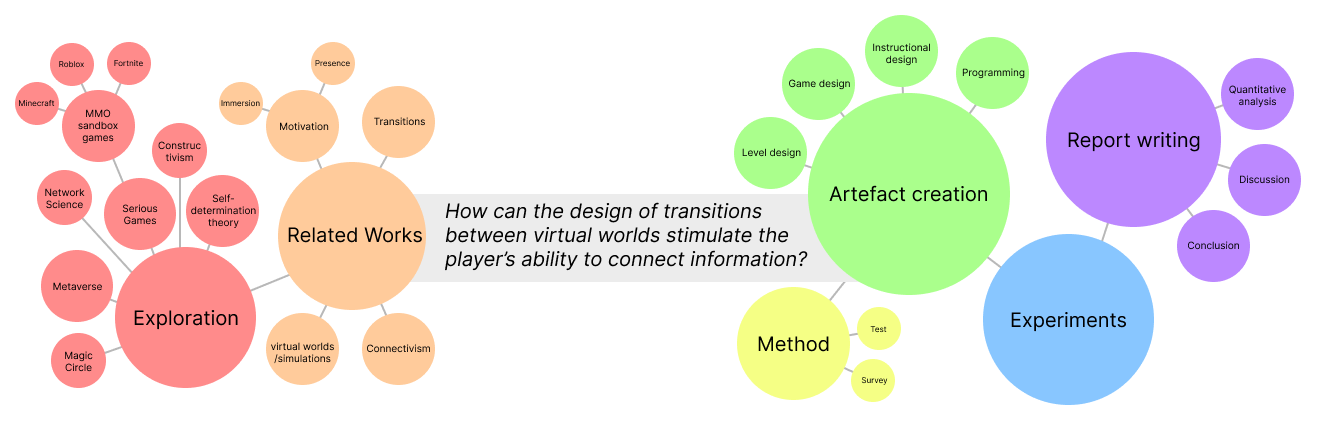 Roblox
Fortnite
Minecraft
MMO
sandbox
games
Construc
tivism
Network
Science
Serious
Games
Self-
determination
theory
Metaverse
Magic
Circle
Exploration
Presence
Immersion
Motivation
Transitions
Related Works
virtual worlds
/simulations
Connectivism
How can the design of transitions
between virtual worlds stimulate the
player's ability to connect information?
Instructional
design
Game design
Programming
Level design
Artefact creation
Method
Test
Survey
Experiments
Report writing
Quantitative
analysis
Discussion
Conclusion